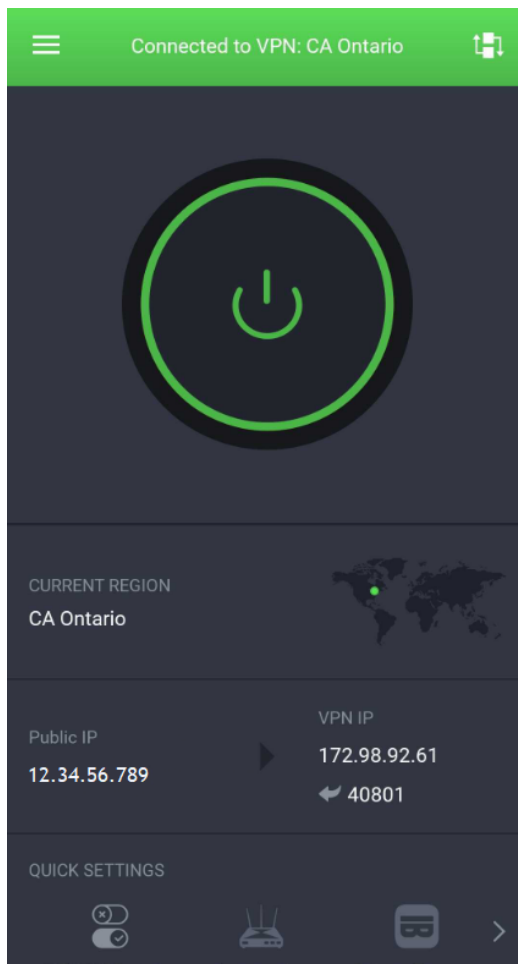 Connected to VPN: CA Ontario
CURRENT REGION
CA Ontario
Public IP
12.34.56.789
VPN IP
172.98.92.61
40801
QUICK SETTINGS